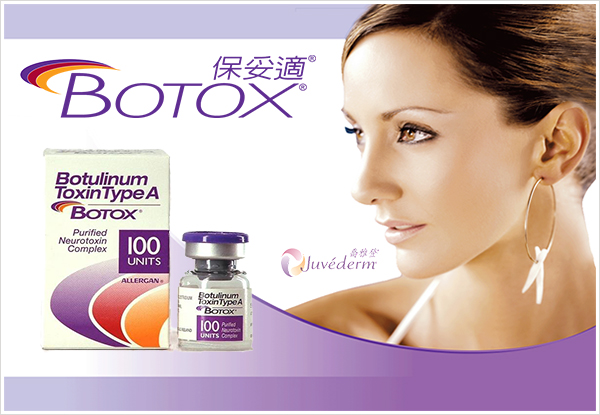 保妥適®
BOTOX®
Botulinum
Toxin Type A
BOTOX®
Purified
Neurotoxin
Complex
100
UNITS
ALLERGAN®
Botulinum
Toxin Type A
BOTOX®
100
UNITS
Purified
Neurotoxin
Complex
喬雅登
Juvéderm